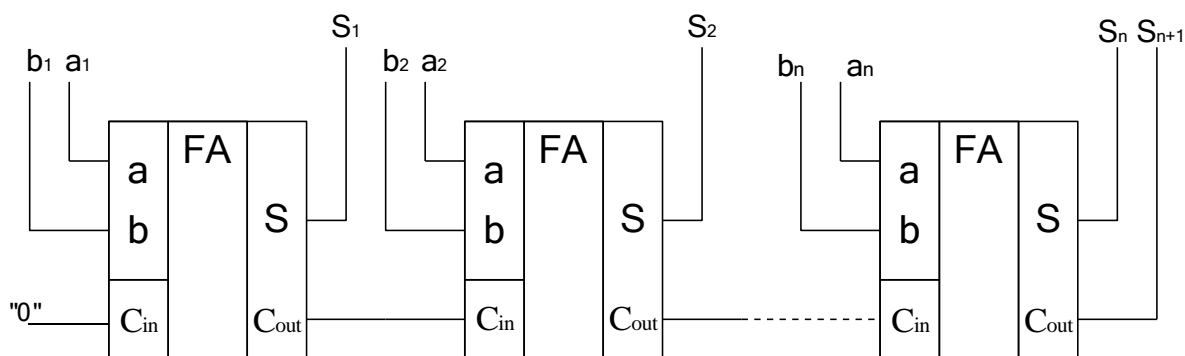 S1 S2 Sn Sn+1
b1 a1 b2 a2 bn an
FA FA FA
a a a
b S b S b S
"0" Cin Cout Cin Cout Cin Cout